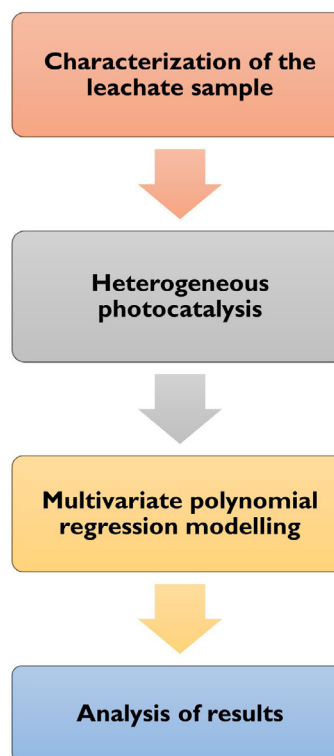 Characterization of the
leachate sample
Heterogeneous
photocatalysis
Multivariate polynomial
regression modelling
Analysis of results